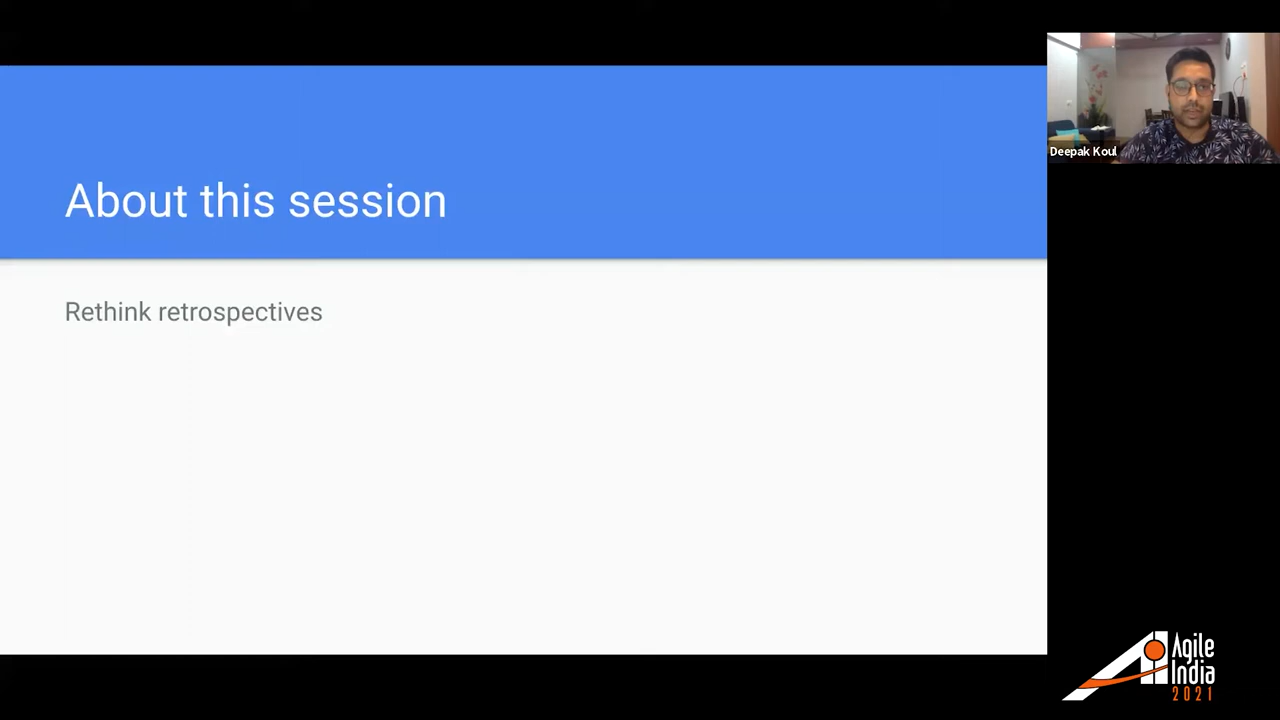 About this session
Rethink retrospectives
Deepak Koul
Agile
India
2021